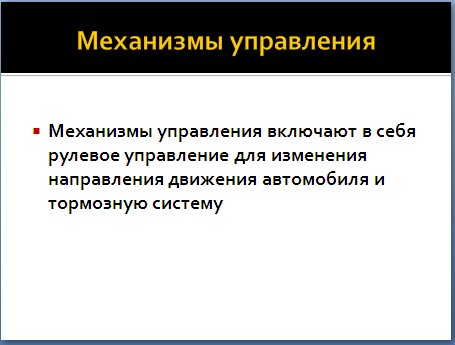 Механизмы управления
Механизмы управления включают в себя
рулевое управление для изменения
направления движения автомобиля и
тормозную систему